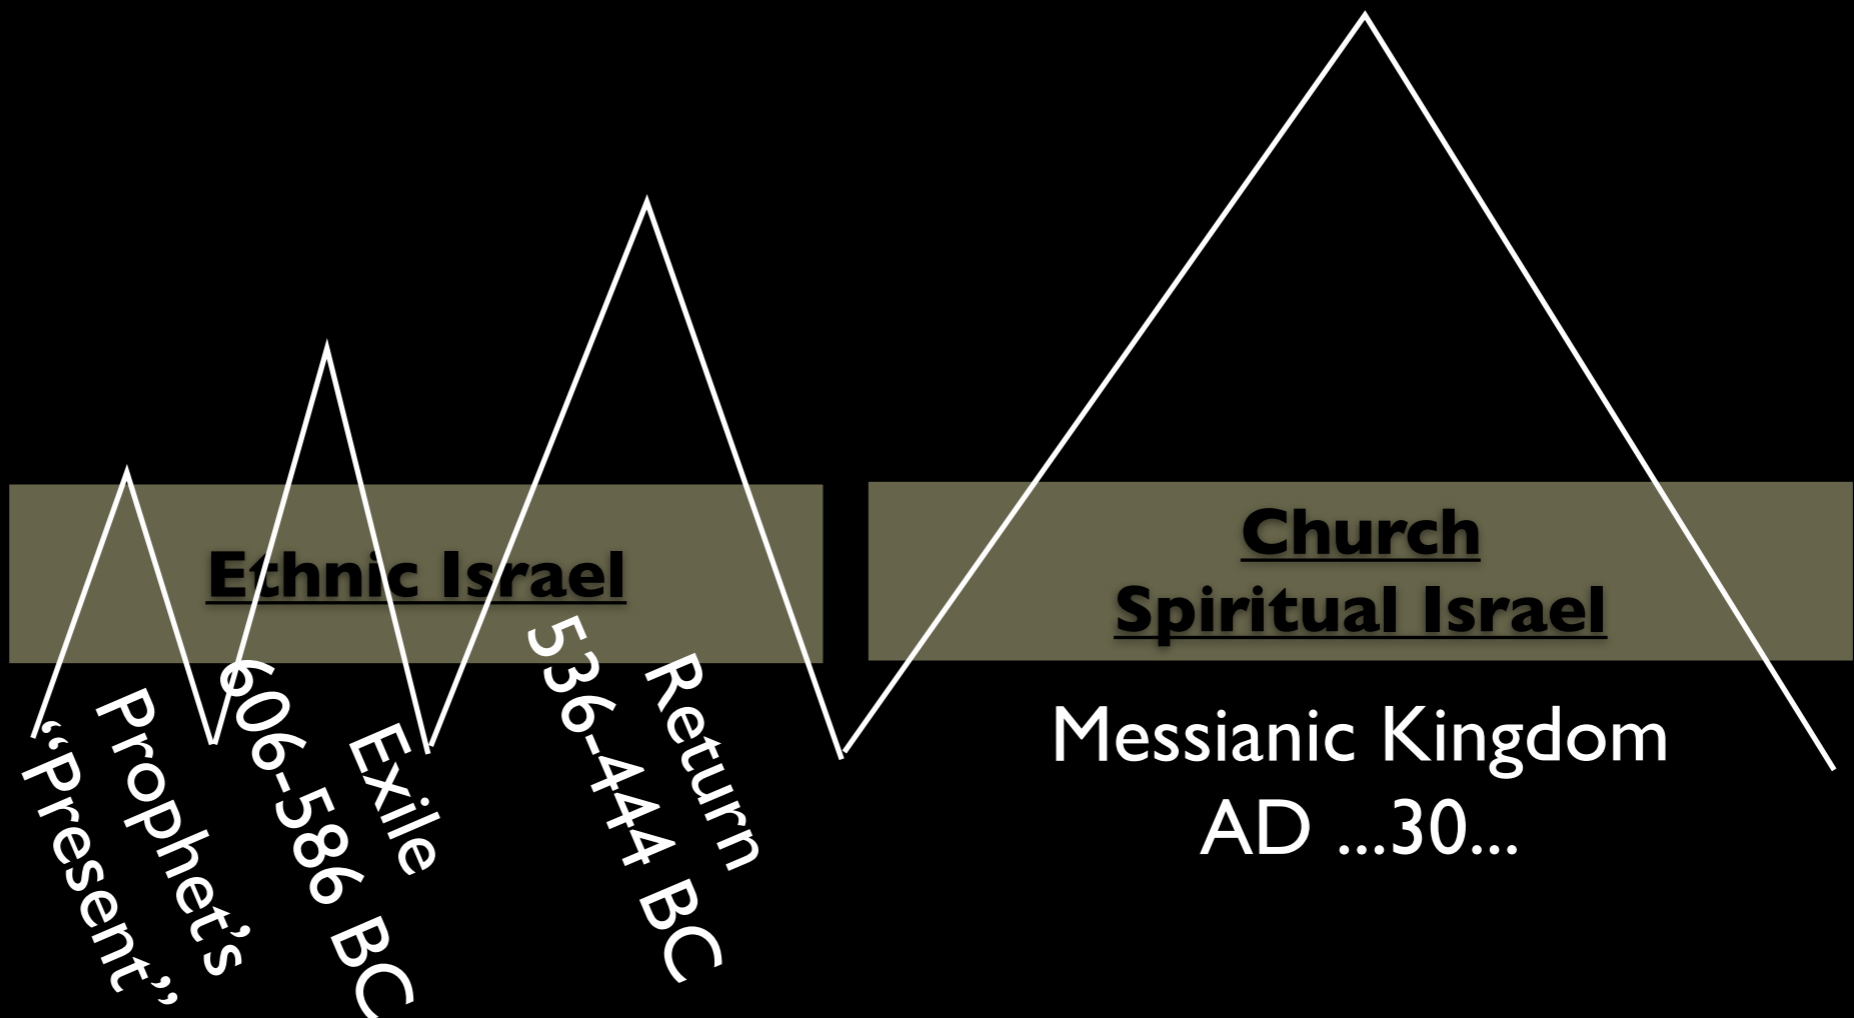 Ethnic Israel
Church
Spiritual Israel
Prophet’s
“Present”
Exile
606-586 BC
Return
536-444 BC
Messianic Kingdom
AD ...30...